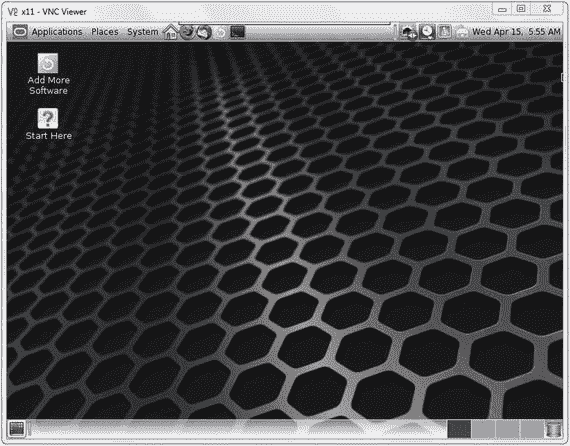 V2 x11 - VNC Viewer
Applications Places System
Wed Apr 15, 5:55 AM
Add More
Software
Start Here